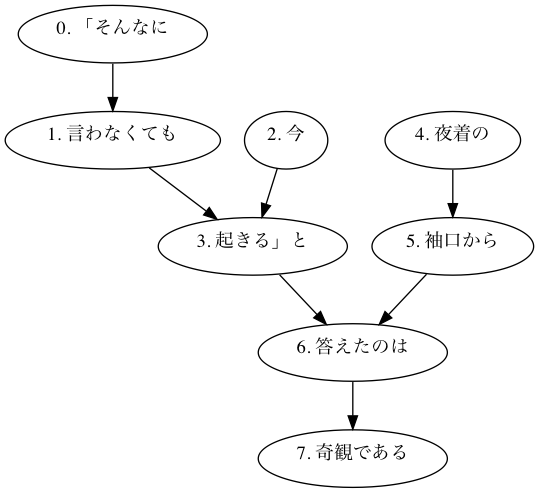 0. 「そんなに
1. 言わなくても
2. 今
4. 夜着の
3. 起きる」と
5. 袖口から
6. 答えたのは
7. 奇観である